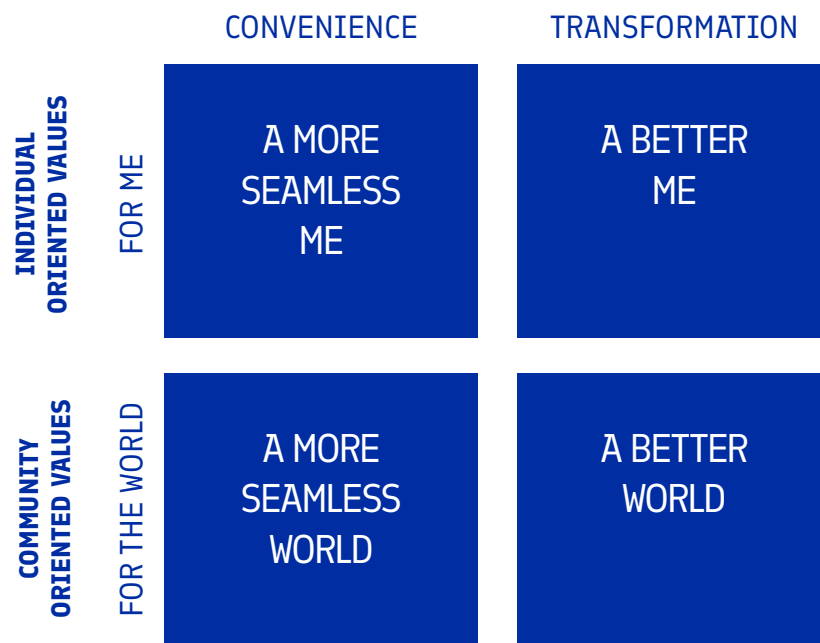 CONVENIENCE
TRANSFORMATION
INDIVIDUAL
ORIENTED VALUES
FOR ME
A MORE
SEAMLESS
ME
A BETTER
ME
COMMUNITY
ORIENTED VALUES
FOR THE WORLD
A MORE
SEAMLESS
WORLD
A BETTER
WORLD